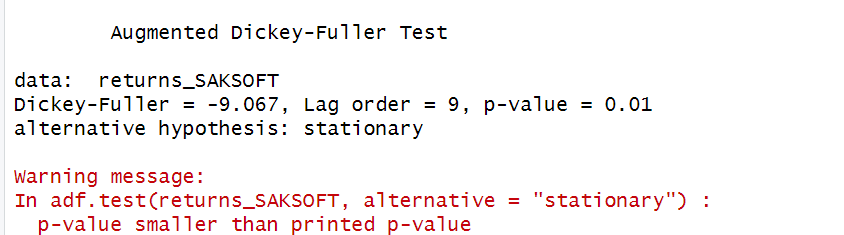 Augmented Dickey-Fuller Test
data:  returns_SAKSOFT
Dickey-Fuller = -9.067, Lag order = 9, p-value = 0.01
alternative hypothesis: stationary
Warning message:
In adf.test(returns_SAKSOFT, alternative = "stationary") :
  p-value smaller than printed p-value